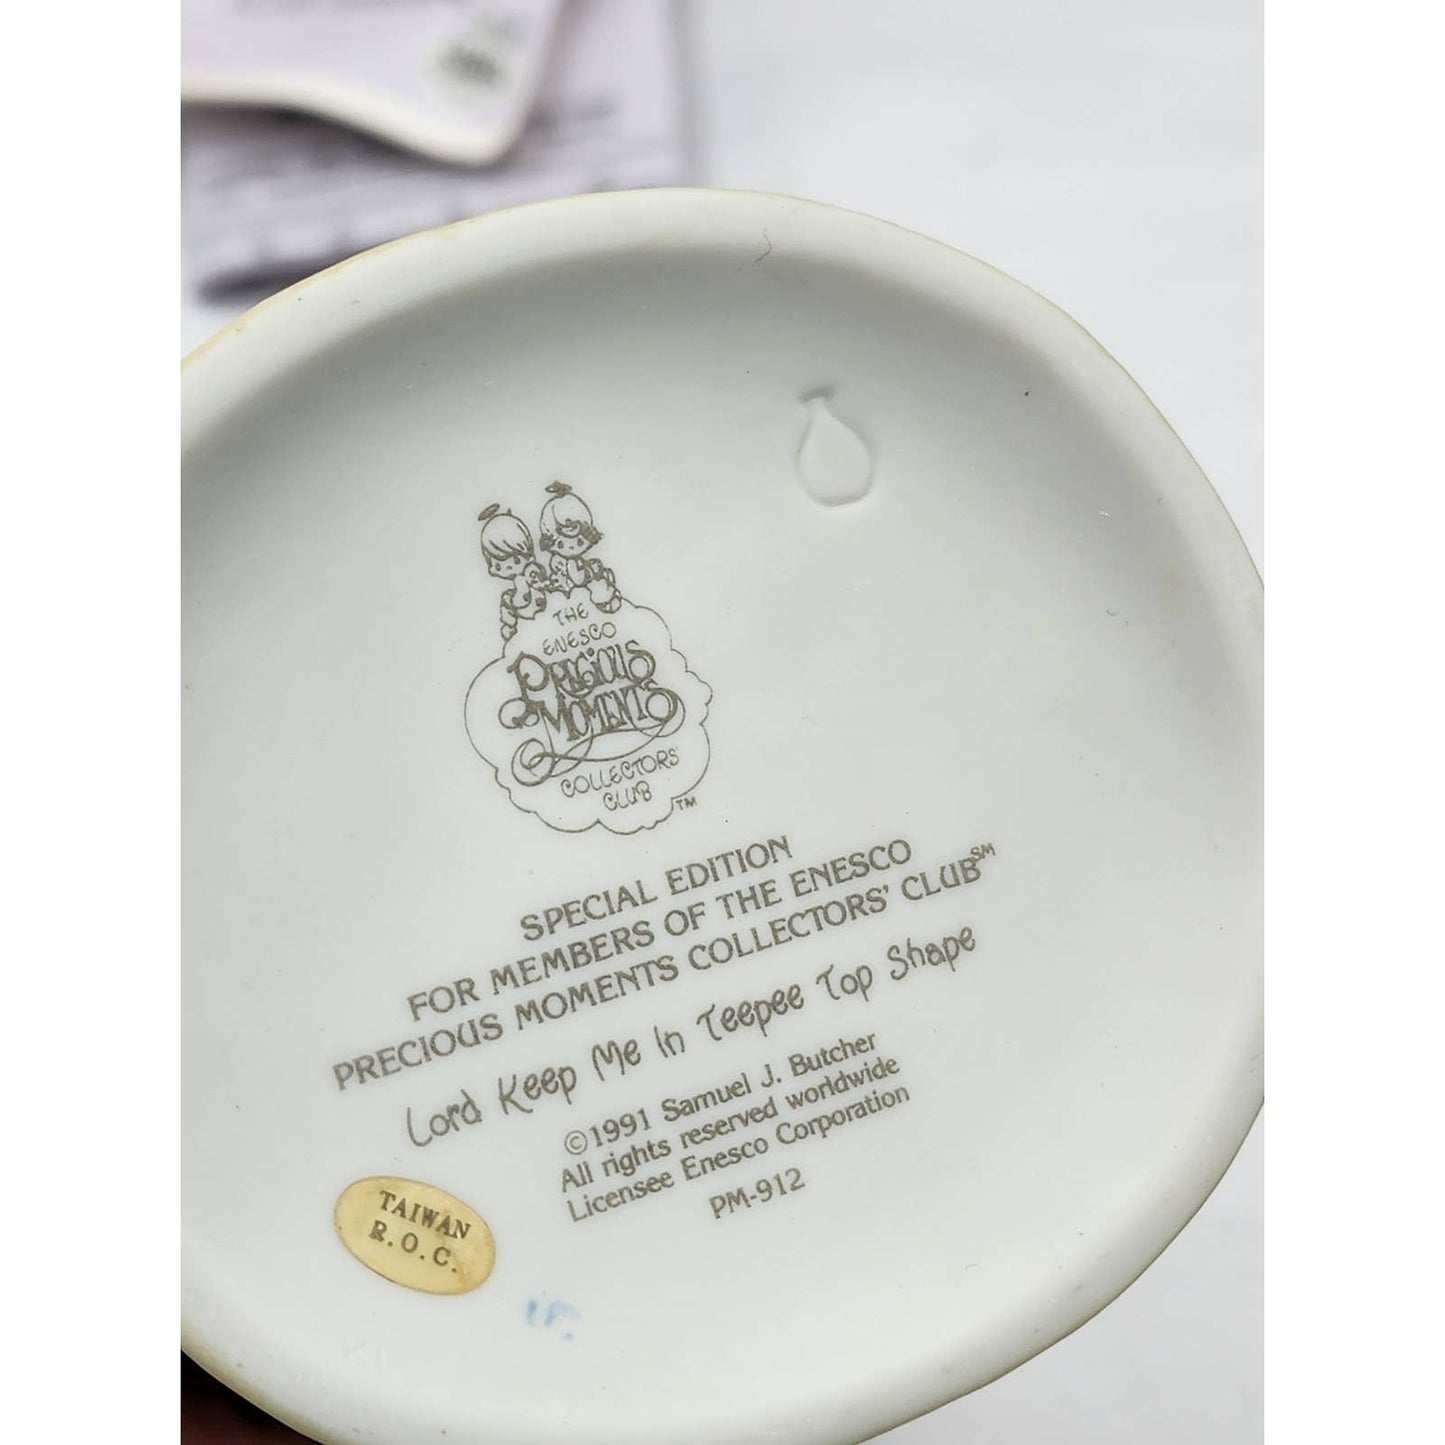 THE
ENESCO
PRECIOUS
MOMENTS
COLLECTORS'
CLUB
TM
SPECIAL EDITION
FOR MEMBERS OF THE ENESCO
PRECIOUS MOMENTS COLLECTORS' CLUB℠
Lord Keep Me In Teepee Top Shape
©1991 Samuel J. Butcher
All rights reserved worldwide
Licensee Enesco Corporation
PM-912
TAIWAN
R.O.C.